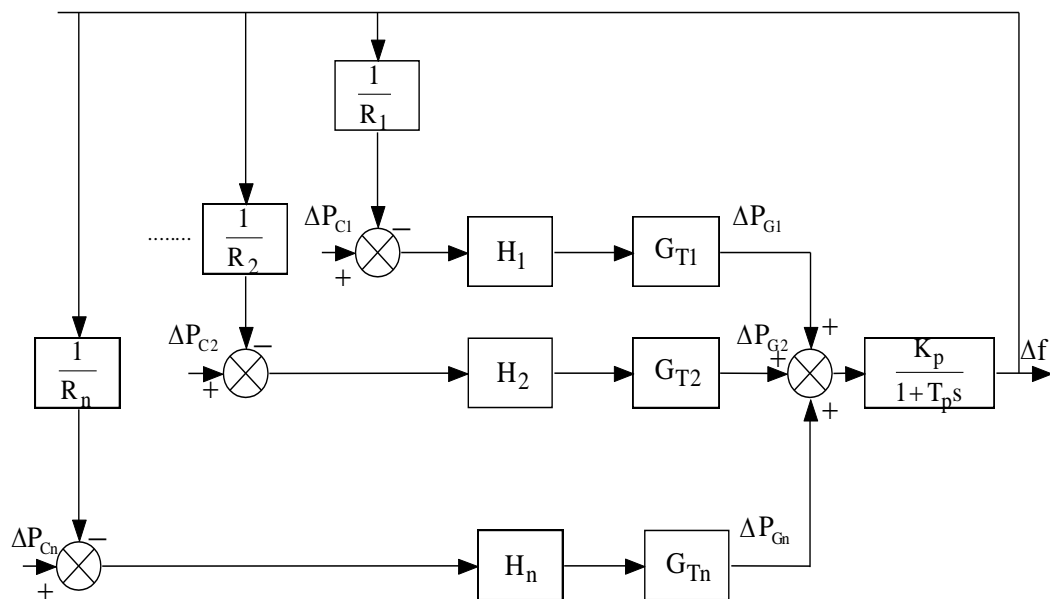 1
R1
ΔPC1
−
+
H1
GT1
ΔPG1
........
1
R2
ΔPC2
−
+
H2
GT2
ΔPG2
+
+
+
Kp
1+Tps
Δf
1
Rn
ΔPCn
−
+
Hn
GTn
ΔPGn